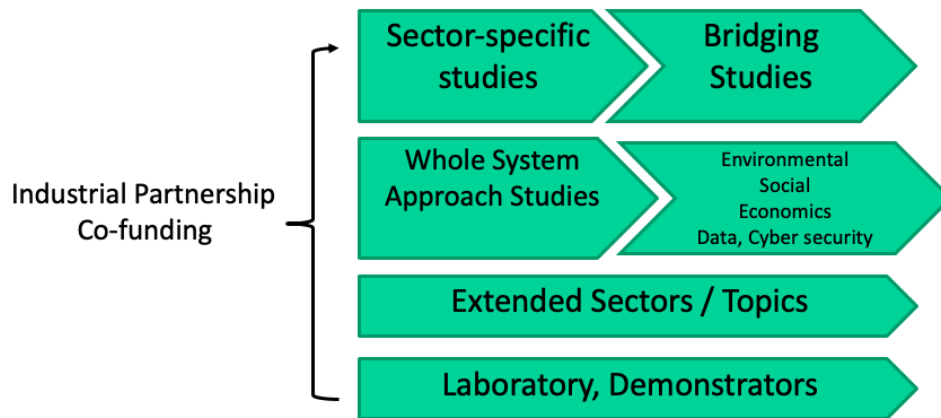 Industrial Partnership
Co-funding
Sector-specific
studies
Bridging
Studies
Whole System
Approach Studies
Environmental
Social
Economics
Data, Cyber security
Extended Sectors / Topics
Laboratory, Demonstrators